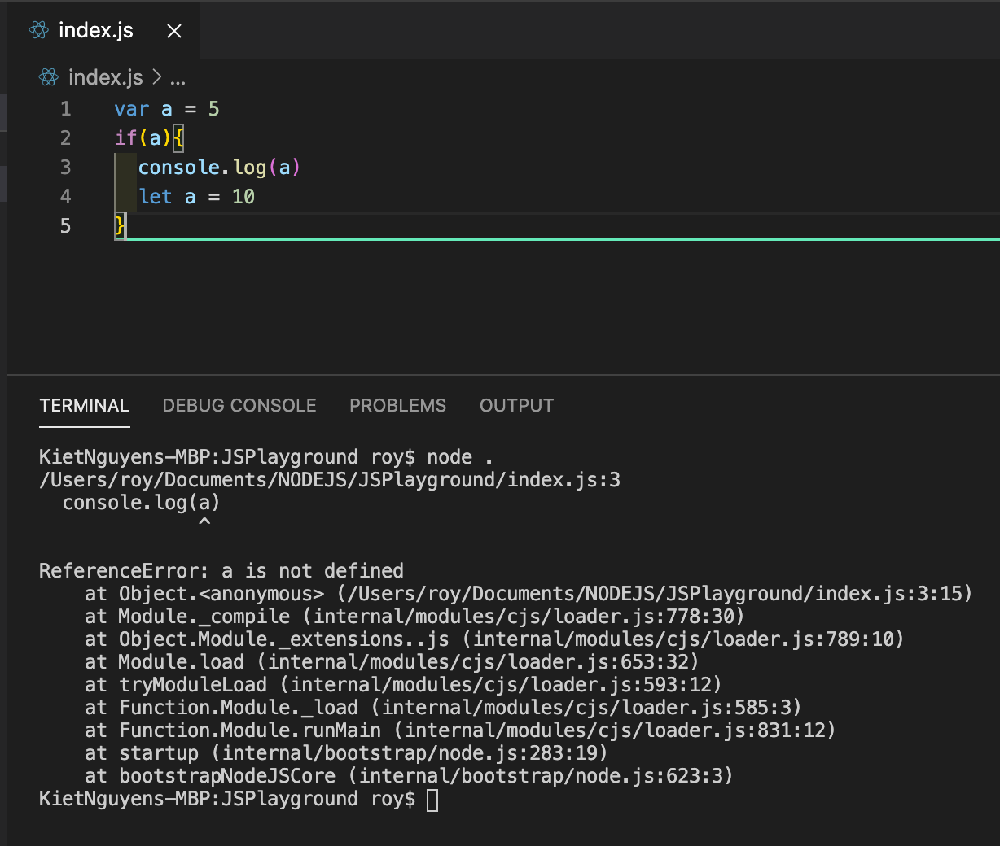 index.js ×
index.js > ...
1 var a = 5
2 if(a){
3   console.log(a)
4   let a = 10
5 }
TERMINAL DEBUG CONSOLE PROBLEMS OUTPUT
KietNguyens-MBP:JSPlayground roy$ node .
/Users/roy/Documents/NODEJS/JSPlayground/index.js:3
  console.log(a)
              ^
ReferenceError: a is not defined
    at Object.<anonymous> (/Users/roy/Documents/NODEJS/JSPlayground/index.js:3:15)
    at Module._compile (internal/modules/cjs/loader.js:778:30)
    at Object.Module._extensions..js (internal/modules/cjs/loader.js:789:10)
    at Module.load (internal/modules/cjs/loader.js:653:32)
    at tryModuleLoad (internal/modules/cjs/loader.js:593:12)
    at Function.Module._load (internal/modules/cjs/loader.js:585:3)
    at Function.Module.runMain (internal/modules/cjs/loader.js:831:12)
    at startup (internal/bootstrap/node.js:283:19)
    at bootstrapNodeJSCore (internal/bootstrap/node.js:623:3)
KietNguyens-MBP:JSPlayground roy$